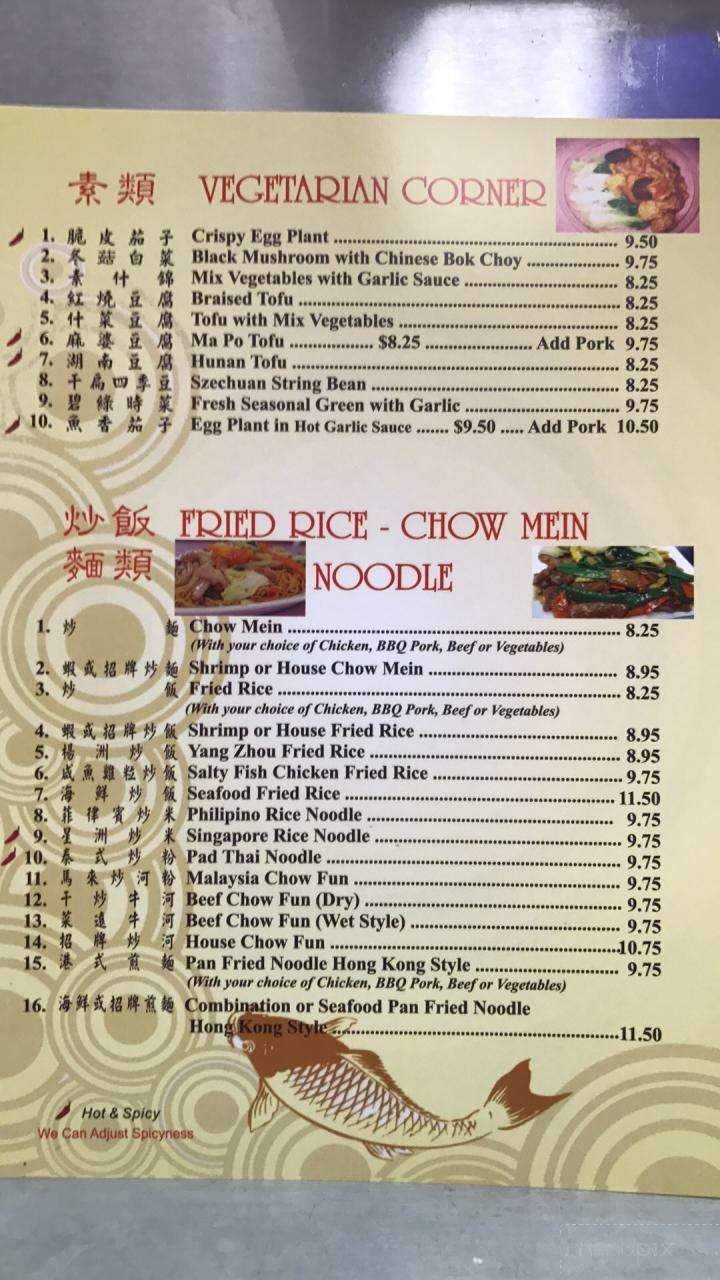 素類 VEGETARIAN CORNER
1. 脆皮茄子 Crispy Egg Plant ........ 9.50
2. 冬菇白菜 Black Mushroom with Chinese Bok Choy ........ 9.75
3. 素什錦 Mix Vegetables with Garlic Sauce ........ 8.25
4. 紅燒豆腐 Braised Tofu ........ 8.25
5. 什菜豆腐 Tofu with Mix Vegetables ........ 8.25
6. 麻婆豆腐 Ma Po Tofu ........ $8.25 ........ Add Pork 9.75
7. 湖南豆腐 Hunan Tofu ........ 8.25
8. 干扁四季豆 Szechuan String Bean ........ 8.25
9. 碧綠時菜 Fresh Seasonal Green with Garlic ........ 9.75
10. 魚香茄子 Egg Plant in Hot Garlic Sauce ....... $9.50 ..... Add Pork 10.50
炒飯 FRIED RICE - CHOW MEIN
麵類 NOODLE
1. 炒麵 Chow Mein ........ 8.25
(With your choice of Chicken, BBQ Pork, Beef or Vegetables)
2. 蝦或招牌炒麵 Shrimp or House Chow Mein ........ 8.95
3. 炒飯 Fried Rice ........ 8.25
(With your choice of Chicken, BBQ Pork, Beef or Vegetables)
4. 蝦或招牌炒飯 Shrimp or House Fried Rice ........ 8.95
5. 楊洲炒飯 Yang Zhou Fried Rice ........ 8.95
6. 咸魚雞粒炒飯 Salty Fish Chicken Fried Rice ........ 9.75
7. 海鮮炒飯 Seafood Fried Rice ........ 11.50
8. 菲律賓炒米 Philipino Rice Noodle ........ 9.75
9. 星洲炒米 Singapore Rice Noodle ........ 9.75
10. 泰式炒粉 Pad Thai Noodle ........ 9.75
11. 馬來炒河粉 Malaysia Chow Fun ........ 9.75
12. 干炒牛河 Beef Chow Fun (Dry) ........ 9.75
13. 菜遠牛河 Beef Chow Fun (Wet Style) ........ 9.75
14. 招牌炒河 House Chow Fun ........ 10.75
15. 港式煎麵 Pan Fried Noodle Hong Kong Style ........ 9.75
(With your choice of Chicken, BBQ Pork, Beef or Vegetables)
16. 海鮮或招牌煎麵 Combination or Seafood Pan Fried Noodle
Hong Kong Style ........ 11.50
Hot & Spicy
We Can Adjust Spicyness